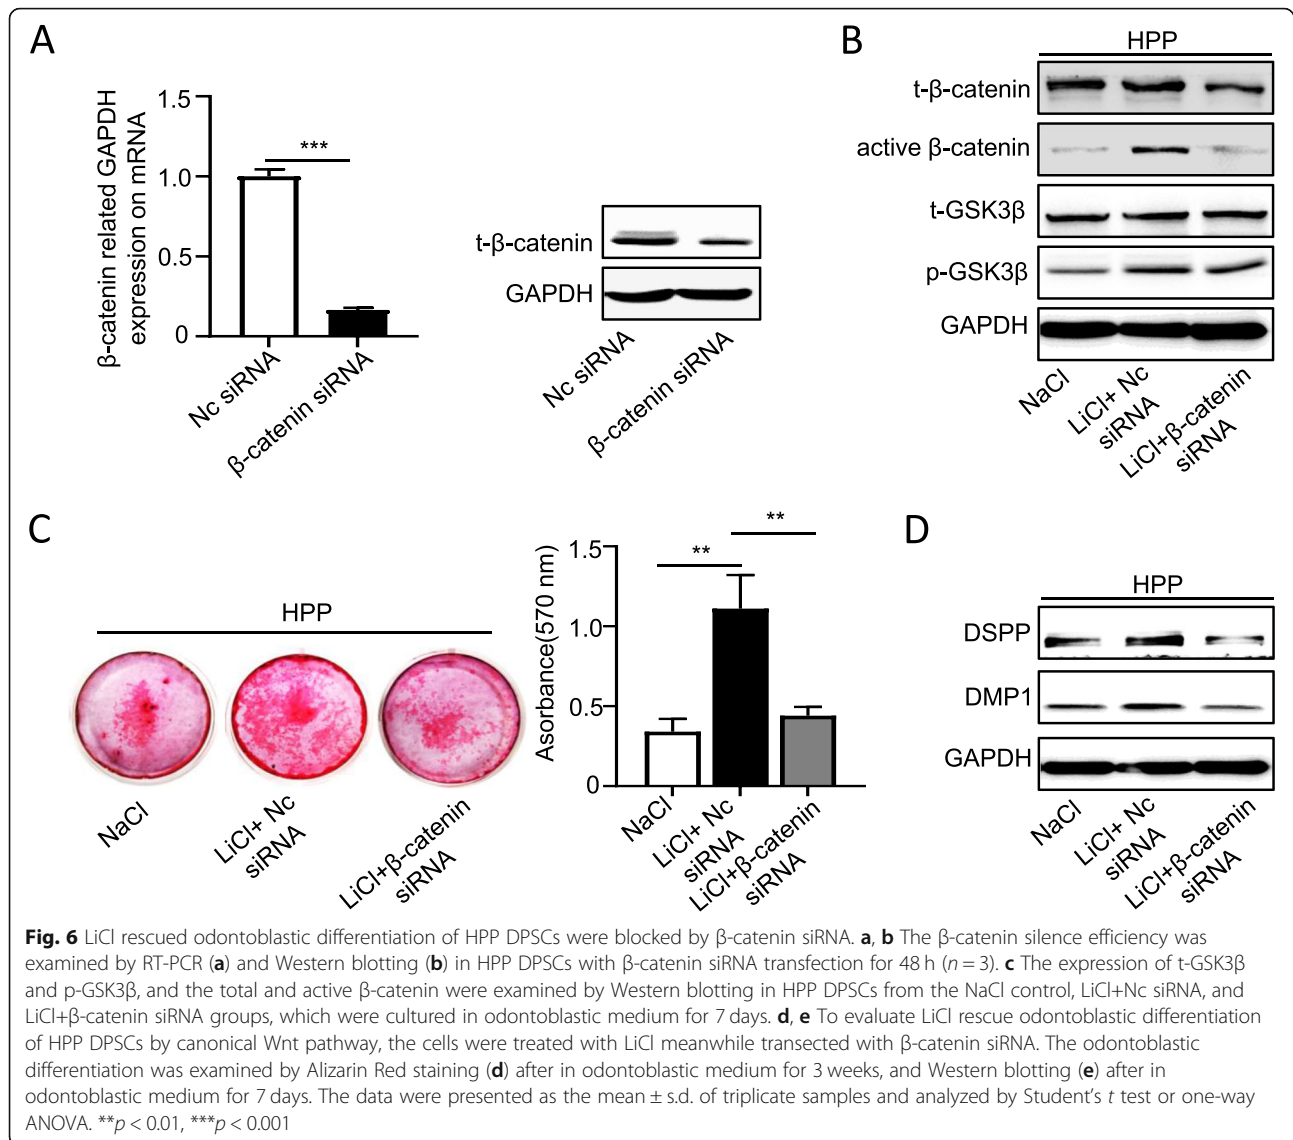 A
β-catenin related GAPDH
expression on mRNA
1.5
1.0
0.5
0
***
Nc siRNA
β-catenin siRNA
t-β-catenin
GAPDH
Nc siRNA
β-catenin siRNA
B
HPP
t-β-catenin
active β-catenin
t-GSK3β
p-GSK3β
GAPDH
NaCl
LiCl+ Nc
siRNA
LiCl+β-catenin
siRNA
C
HPP
NaCl
LiCl+ Nc
siRNA
LiCl+β-catenin
siRNA
Asorbance(570 nm)
1.5
1.0
0.5
0
**
**
NaCl
LiCl+ Nc
siRNA
LiCl+β-catenin
siRNA
D
HPP
DSPP
DMP1
GAPDH
NaCl
LiCl+ Nc
siRNA
LiCl+β-catenin
siRNA
Fig. 6 LiCl rescued odontoblastic differentiation of HPP DPSCs were blocked by β-catenin siRNA. a, b The β-catenin silence efficiency was
examined by RT-PCR (a) and Western blotting (b) in HPP DPSCs with β-catenin siRNA transfection for 48 h (n = 3). c The expression of t-GSK3β
and p-GSK3β, and the total and active β-catenin were examined by Western blotting in HPP DPSCs from the NaCl control, LiCl+Nc siRNA, and
LiCl+β-catenin siRNA groups, which were cultured in odontoblastic medium for 7 days. d, e To evaluate LiCl rescue odontoblastic differentiation
of HPP DPSCs by canonical Wnt pathway, the cells were treated with LiCl meanwhile transected with β-catenin siRNA. The odontoblastic
differentiation was examined by Alizarin Red staining (d) after in odontoblastic medium for 3 weeks, and Western blotting (e) after in
odontoblastic medium for 7 days. The data were presented as the mean ± s.d. of triplicate samples and analyzed by Student's t test or one-way
ANOVA. **p < 0.01, ***p < 0.001